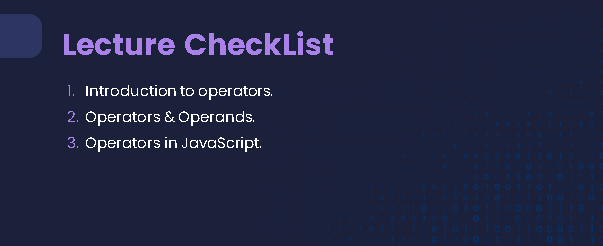 Lecture CheckList
1. Introduction to operators.
2. Operators & Operands.
3. Operators in JavaScript.